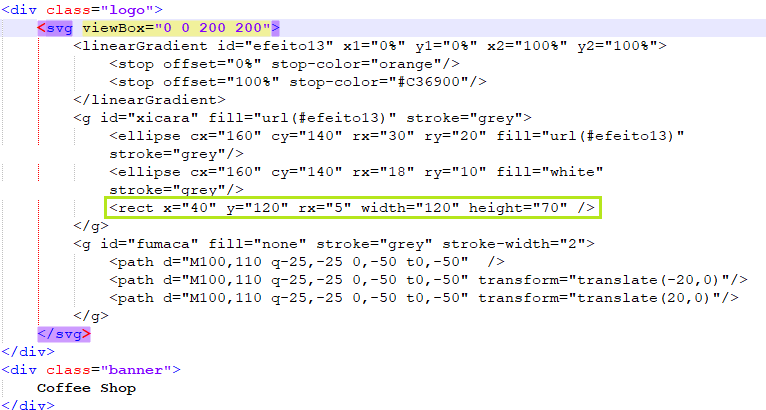 <div class="logo">
<svg viewBox="0 0 200 200">
<linearGradient id="efeito13" x1="0%" y1="0%" x2="100%" y2="100%">
<stop offset="0%" stop-color="orange"/>
<stop offset="100%" stop-color="#C36900"/>
</linearGradient>
<g id="xicara" fill="url(#efeito13)" stroke="grey">
<ellipse cx="160" cy="140" rx="30" ry="20" fill="url(#efeito13)"
stroke="grey"/>
<ellipse cx="160" cy="140" rx="18" ry="10" fill="white"
stroke="grey"/>
<rect x="40" y="120" rx="5" width="120" height="70" />
</g>
<g id="fumaca" fill="none" stroke="grey" stroke-width="2">
<path d="M100,110 q-25,-25 0,-50 t0,-50"  />
<path d="M100,110 q-25,-25 0,-50 t0,-50" transform="translate(-20,0)"/>
<path d="M100,110 q-25,-25 0,-50 t0,-50" transform="translate(20,0)"/>
</g>
</svg>
</div>
<div class="banner">
Coffee Shop
</div>